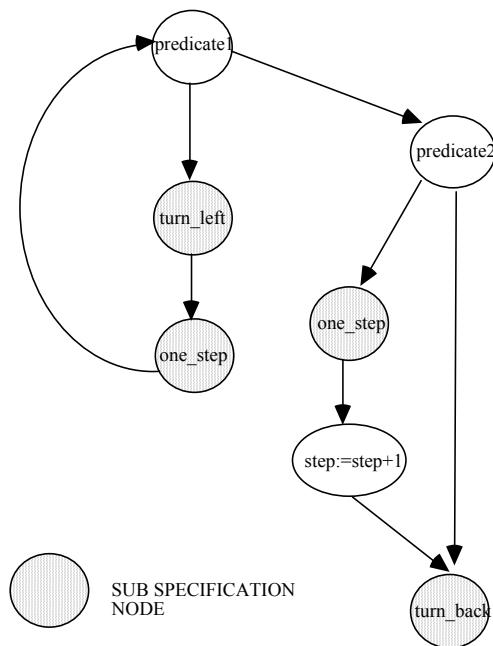 predicate1
predicate2
turn_left
one_step
one_step
step:=step+1
SUB SPECIFICATION
NODE
turn_back